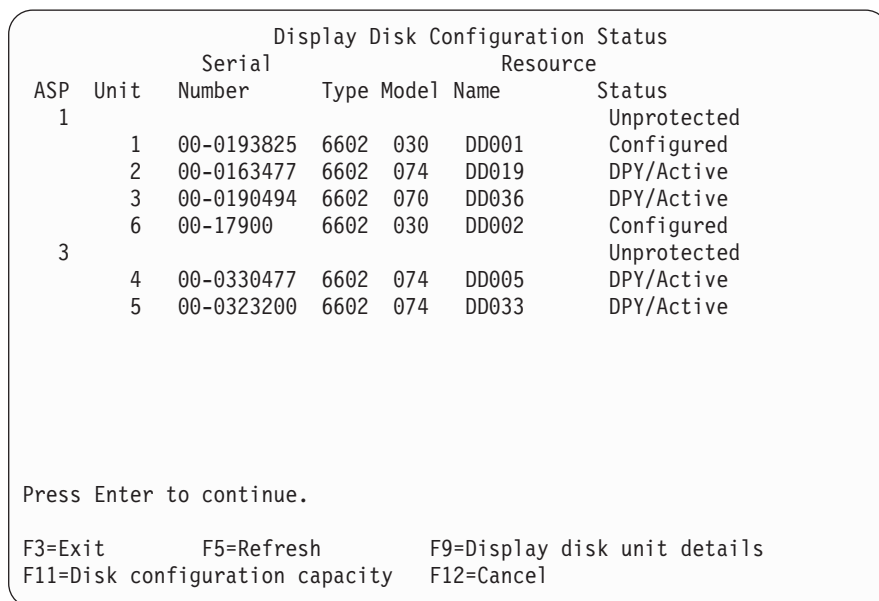 Display Disk Configuration Status
Serial Resource
ASP Unit Number Type Model Name Status
1 Unprotected
1 00-0193825 6602 030 DD001 Configured
2 00-0163477 6602 074 DD019 DPY/Active
3 00-0190494 6602 070 DD036 DPY/Active
6 00-17900 6602 030 DD002 Configured
3 Unprotected
4 00-0330477 6602 074 DD005 DPY/Active
5 00-0323200 6602 074 DD033 DPY/Active
Press Enter to continue.
F3=Exit F5=Refresh F9=Display disk unit details
F11=Disk configuration capacity F12=Cancel